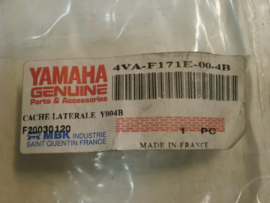 YAMAHA
GENUINE
Parts & Accessories
4VA-F171E-00-4B
CACHE LATERALE Y004B
F20030120
1 PC
MBK INDUSTRIE
SAINT QUENTIN FRANCE
MADE IN FRANCE